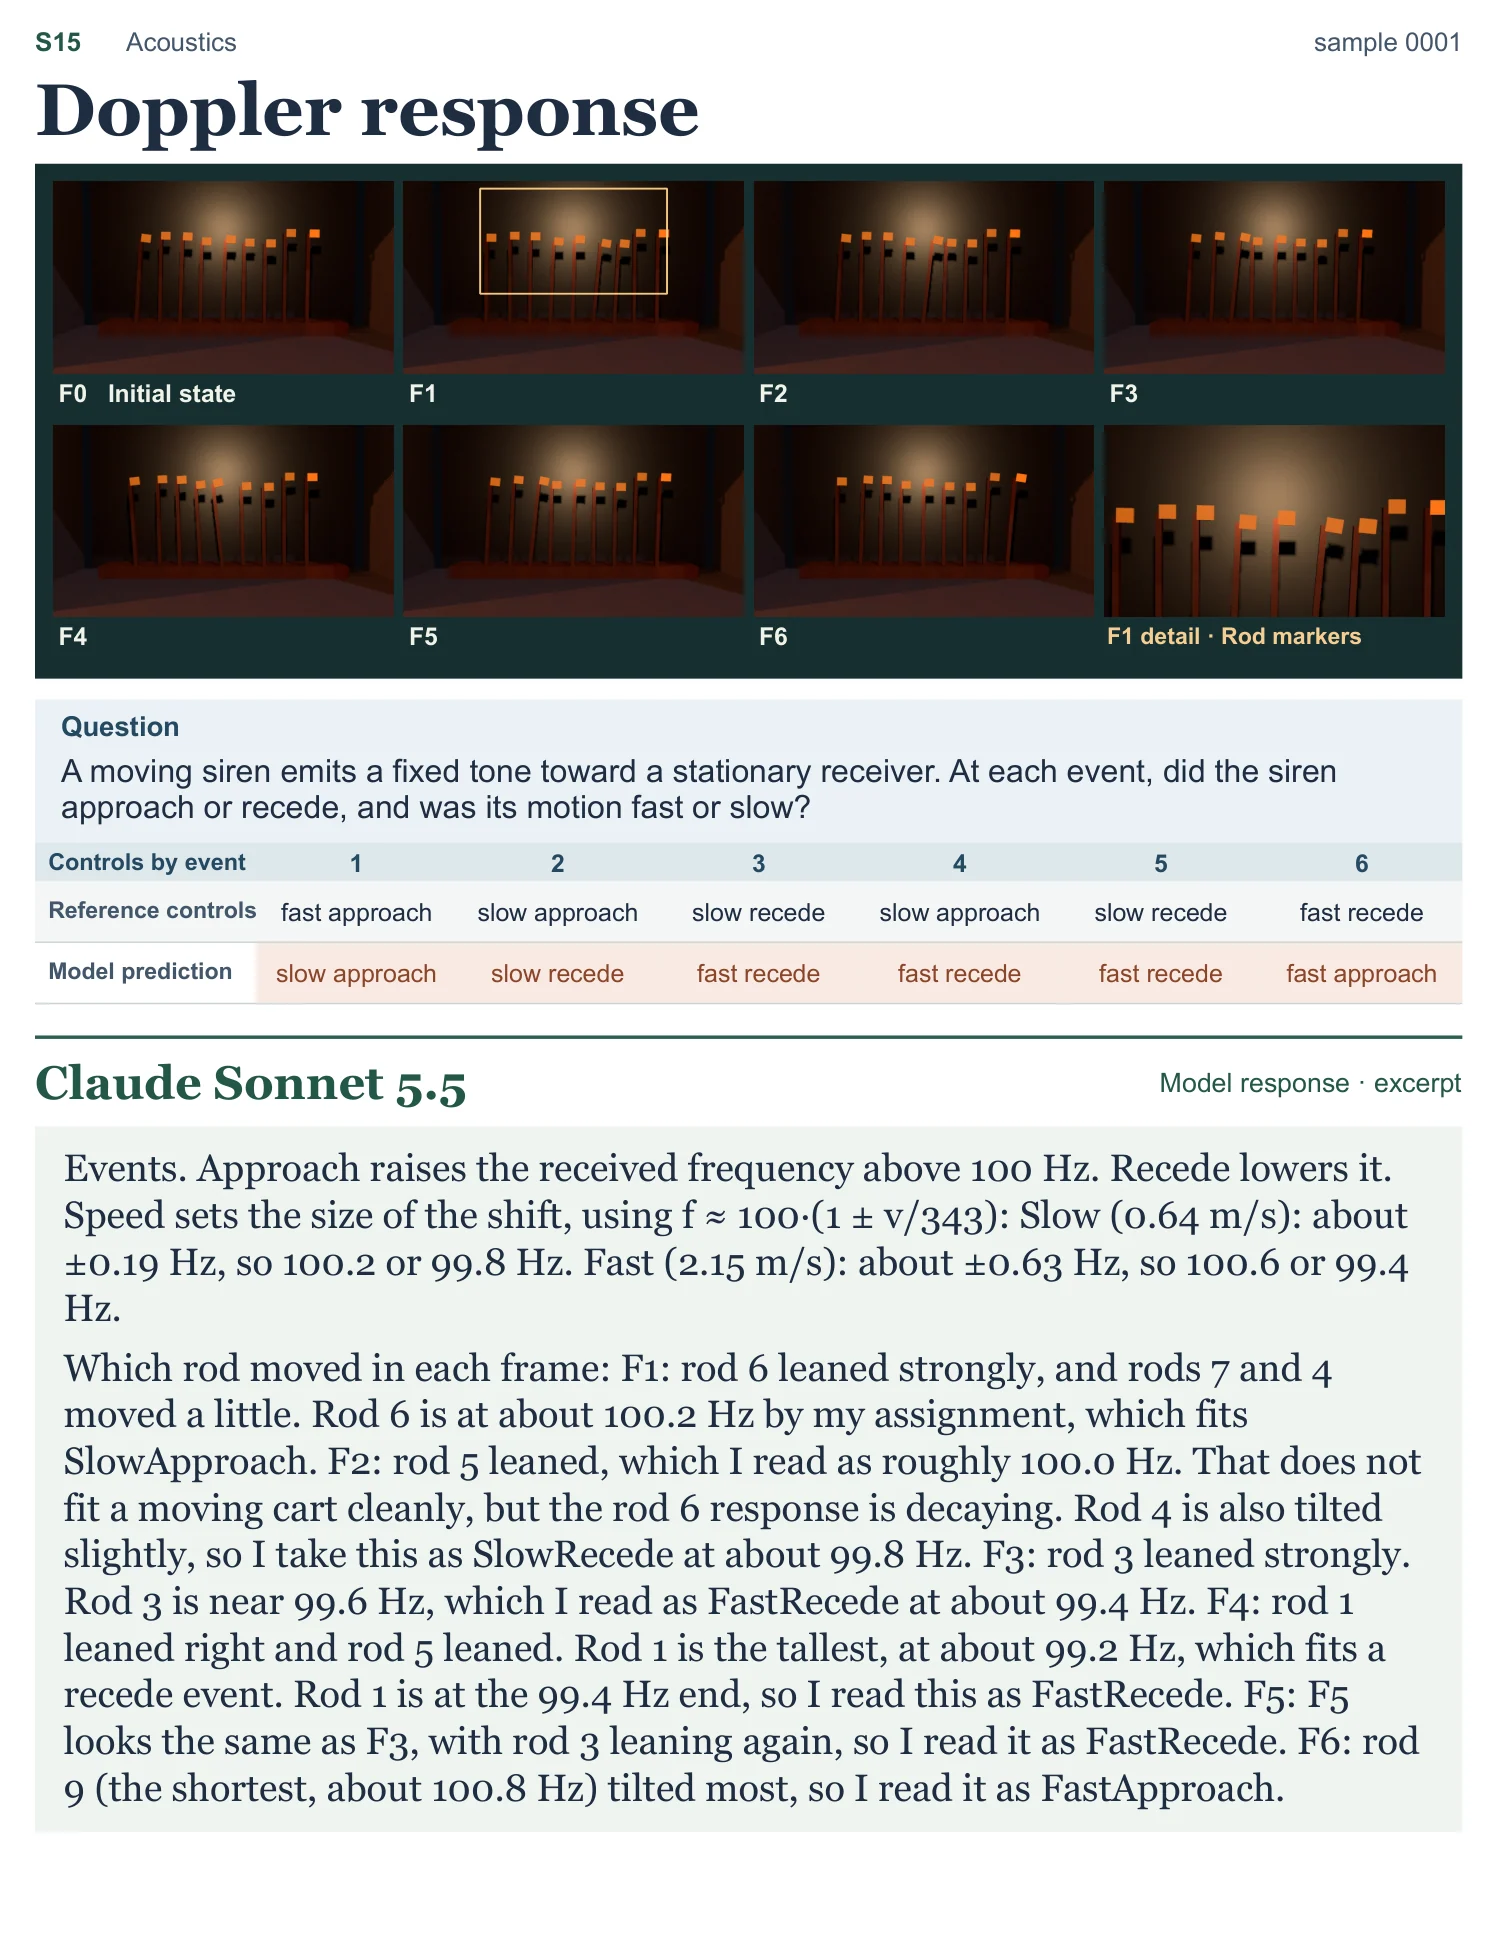 S15 Acoustics sample 0001
Doppler response
F0 Initial state F1 F2 F3
F4 F5 F6 F1 detail · Rod markers
Question
A moving siren emits a fixed tone toward a stationary receiver. At each event, did the siren
approach or recede, and was its motion fast or slow?
Controls by event 1 2 3 4 5 6
Reference controls fast approach slow approach slow recede slow approach slow recede fast recede
Model prediction slow approach slow recede fast recede fast recede fast recede fast approach
Claude Sonnet 5.5 Model response · excerpt
Events. Approach raises the received frequency above 100 Hz. Recede lowers it.
Speed sets the size of the shift, using f ≈ 100·(1 ± v/343): Slow (0.64 m/s): about
±0.19 Hz, so 100.2 or 99.8 Hz. Fast (2.15 m/s): about ±0.63 Hz, so 100.6 or 99.4
Hz.
Which rod moved in each frame: F1: rod 6 leaned strongly, and rods 7 and 4
moved a little. Rod 6 is at about 100.2 Hz by my assignment, which fits
SlowApproach. F2: rod 5 leaned, which I read as roughly 100.0 Hz. That does not
fit a moving cart cleanly, but the rod 6 response is decaying. Rod 4 is also tilted
slightly, so I take this as SlowRecede at about 99.8 Hz. F3: rod 3 leaned strongly.
Rod 3 is near 99.6 Hz, which I read as FastRecede at about 99.4 Hz. F4: rod 1
leaned right and rod 5 leaned. Rod 1 is the tallest, at about 99.2 Hz, which fits a
recede event. Rod 1 is at the 99.4 Hz end, so I read this as FastRecede. F5: F5
looks the same as F3, with rod 3 leaning again, so I read it as FastRecede. F6: rod
9 (the shortest, about 100.8 Hz) tilted most, so I read it as FastApproach.